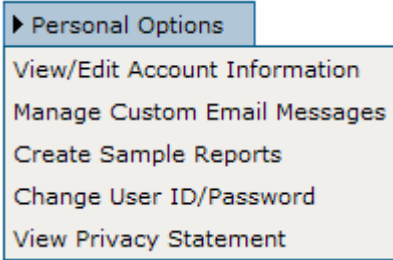 Personal Options
View/Edit Account Information
Manage Custom Email Messages
Create Sample Reports
Change User ID/Password
View Privacy Statement